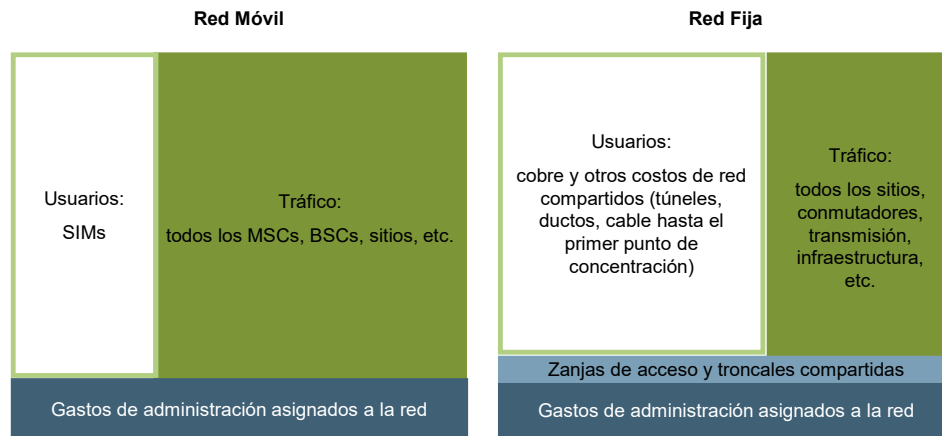 Red Móvil
Usuarios:
SIMs
Tráfico:
todos los MSCs, BSCs, sitios, etc.
Gastos de administración asignados a la red
Red Fija
Usuarios:
cobre y otros costos de red
compartidos (túneles,
ductos, cable hasta el
primer punto de
concentración)
Tráfico:
todos los sitios,
conmutadores,
transmisión,
infraestructura,
etc.
Zanjas de acceso y troncales compartidas
Gastos de administración asignados a la red